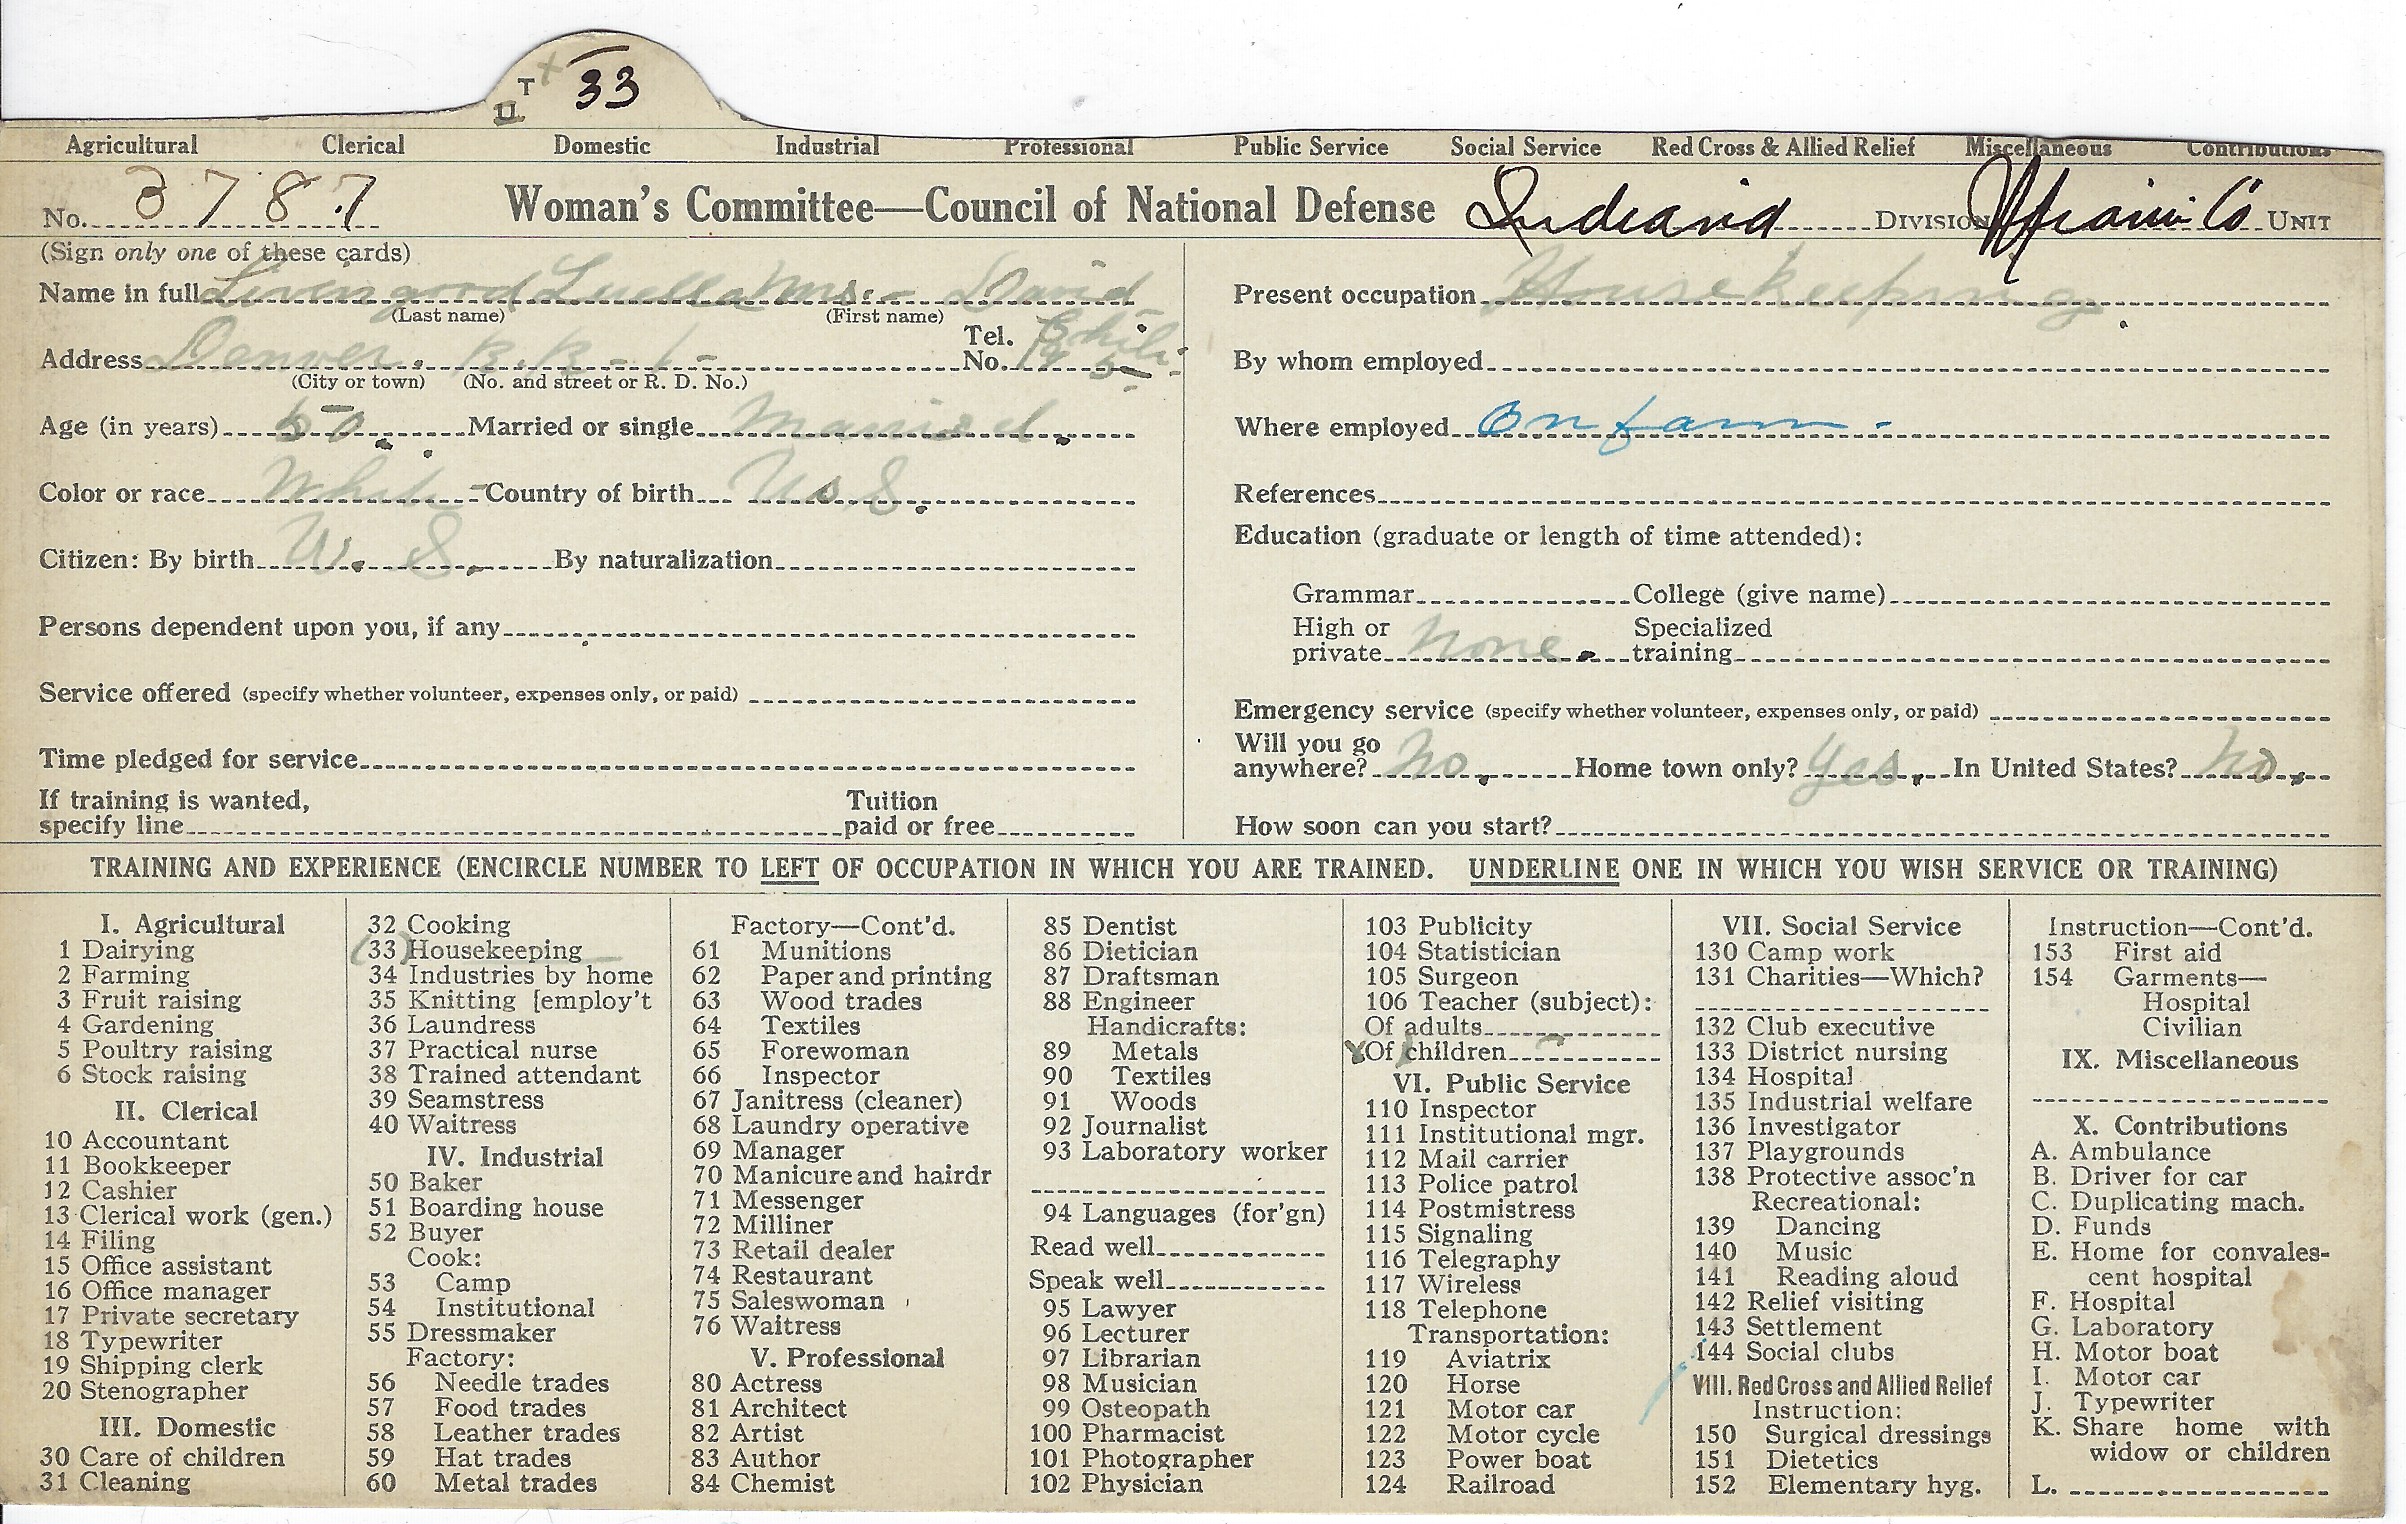 T 33
U
Agricultural Clerical Domestic Industrial Professional Public Service Social Service Red Cross & Allied Relief Miscellaneous Contributions
No. 3787 Woman's Committee—Council of National Defense Indiana DIVISION Miami Co UNIT
(Sign only one of these cards)
Name in full Livengood Luella Mrs. - David
(Last name) (First name)
Address Denver. R.R. - 1 - Tel. No. Chili 195
(City or town) (No. and street or R. D. No.)
Age (in years) 50. Married or single Married.
Color or race White - Country of birth U.S.
Citizen: By birth U. S. By naturalization
Persons dependent upon you, if any
Service offered (specify whether volunteer, expenses only, or paid)
Time pledged for service
If training is wanted,
specify line
Tuition
paid or free
Present occupation Housekeeping
By whom employed
Where employed On farm -
References
Education (graduate or length of time attended):
Grammar College (give name)
High or private None. Specialized training
Emergency service (specify whether volunteer, expenses only, or paid)
Will you go
anywhere? No. Home town only? Yes. In United States? No.
How soon can you start?
TRAINING AND EXPERIENCE (ENCIRCLE NUMBER TO LEFT OF OCCUPATION IN WHICH YOU ARE TRAINED. UNDERLINE ONE IN WHICH YOU WISH SERVICE OR TRAINING)
I. Agricultural
1 Dairying
2 Farming
3 Fruit raising
4 Gardening
5 Poultry raising
6 Stock raising
II. Clerical
10 Accountant
11 Bookkeeper
12 Cashier
13 Clerical work (gen.)
14 Filing
15 Office assistant
16 Office manager
17 Private secretary
18 Typewriter
19 Shipping clerk
20 Stenographer
III. Domestic
30 Care of children
31 Cleaning
32 Cooking
(33) Housekeeping
34 Industries by home
35 Knitting [employ't
36 Laundress
37 Practical nurse
38 Trained attendant
39 Seamstress
40 Waitress
IV. Industrial
50 Baker
51 Boarding house
52 Buyer
Cook:
53 Camp
54 Institutional
55 Dressmaker
Factory:
56 Needle trades
57 Food trades
58 Leather trades
59 Hat trades
60 Metal trades
Factory—Cont'd.
61 Munitions
62 Paper and printing
63 Wood trades
64 Textiles
65 Forewoman
66 Inspector
67 Janitress (cleaner)
68 Laundry operative
69 Manager
70 Manicure and hairdr
71 Messenger
72 Milliner
73 Retail dealer
74 Restaurant
75 Saleswoman
76 Waitress
V. Professional
80 Actress
81 Architect
82 Artist
83 Author
84 Chemist
85 Dentist
86 Dietician
87 Draftsman
88 Engineer
Handicrafts:
89 Metals
90 Textiles
91 Woods
92 Journalist
93 Laboratory worker
94 Languages (for'gn)
Read well
Speak well
95 Lawyer
96 Lecturer
97 Librarian
98 Musician
99 Osteopath
100 Pharmacist
101 Photographer
102 Physician
103 Publicity
104 Statistician
105 Surgeon
106 Teacher (subject):
Of adults
Of children
VI. Public Service
110 Inspector
111 Institutional mgr.
112 Mail carrier
113 Police patrol
114 Postmistress
115 Signaling
116 Telegraphy
117 Wireless
118 Telephone
Transportation:
119 Aviatrix
120 Horse
121 Motor car
122 Motor cycle
123 Power boat
124 Railroad
VII. Social Service
130 Camp work
131 Charities—Which?
132 Club executive
133 District nursing
134 Hospital
135 Industrial welfare
136 Investigator
137 Playgrounds
138 Protective assoc'n
Recreational:
139 Dancing
140 Music
141 Reading aloud
142 Relief visiting
143 Settlement
144 Social clubs
VIII. Red Cross and Allied Relief
Instruction:
150 Surgical dressings
151 Dietetics
152 Elementary hyg.
Instruction—Cont'd.
153 First aid
154 Garments—
Hospital
Civilian
IX. Miscellaneous
X. Contributions
A. Ambulance
B. Driver for car
C. Duplicating mach.
D. Funds
E. Home for convales-
cent hospital
F. Hospital
G. Laboratory
H. Motor boat
I. Motor car
J. Typewriter
K. Share home with
widow or children
L.